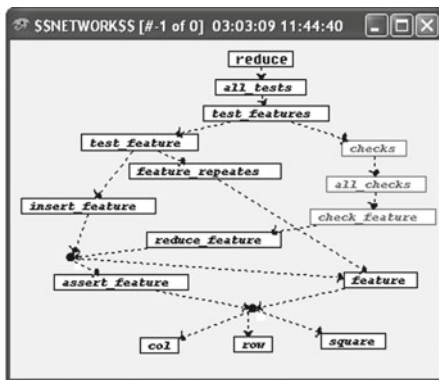 SSNETWORKSS [#-1 of 0] 03:03:09 11:44:40
reduce
all_tests
test_features
test_feature
checks
feature_repeates
all_checks
insert_feature
check_feature
reduce_feature
assert_feature
feature
col
row
square